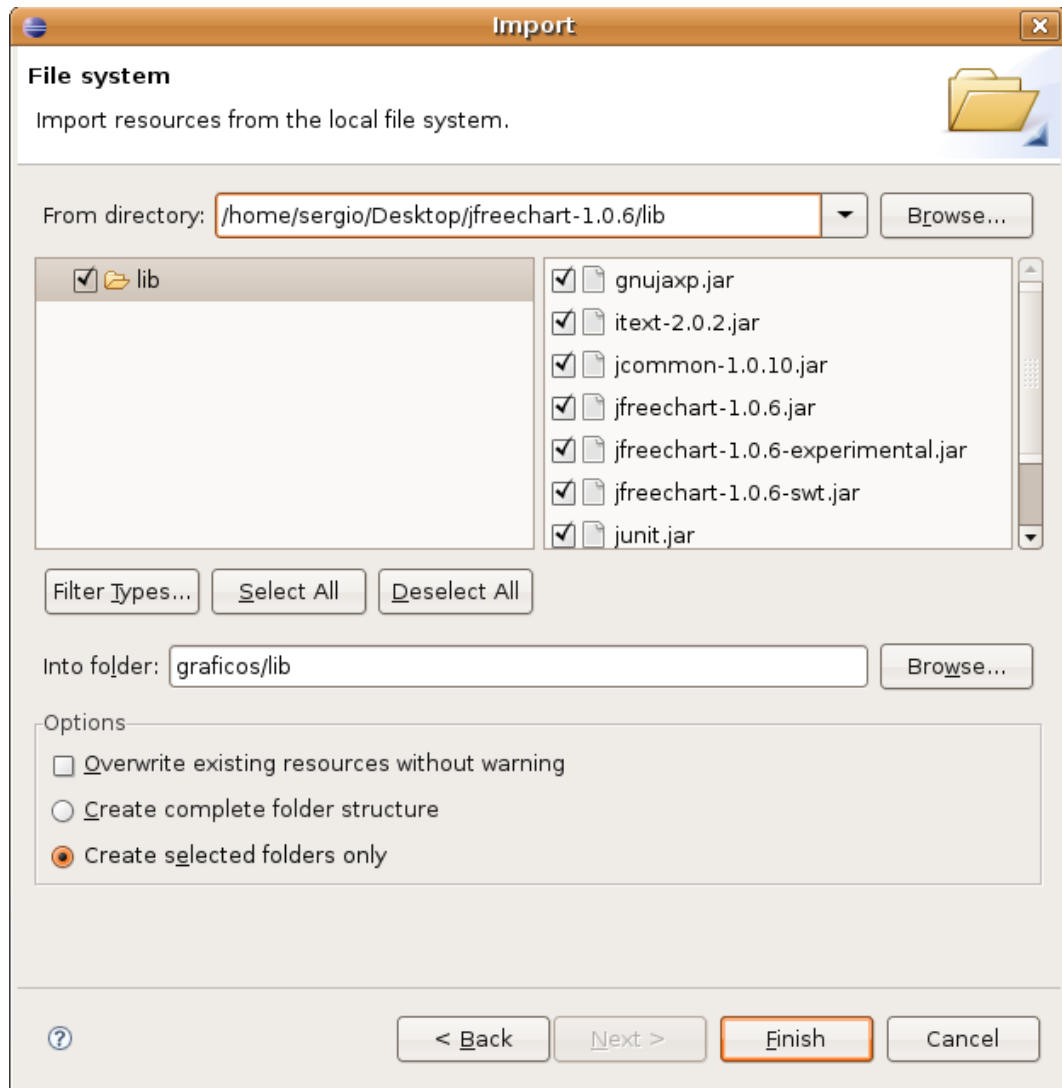 Import
File system
Import resources from the local file system.
From directory: /home/sergio/Desktop/jfreechart-1.0.6/lib Browse...
lib
gnujaxp.jar
itext-2.0.2.jar
jcommon-1.0.10.jar
jfreechart-1.0.6.jar
jfreechart-1.0.6-experimental.jar
jfreechart-1.0.6-swt.jar
junit.jar
Filter Types... Select All Deselect All
Into folder: graficos/lib Browse...
Options
Overwrite existing resources without warning
Create complete folder structure
Create selected folders only
? < Back Next > Finish Cancel